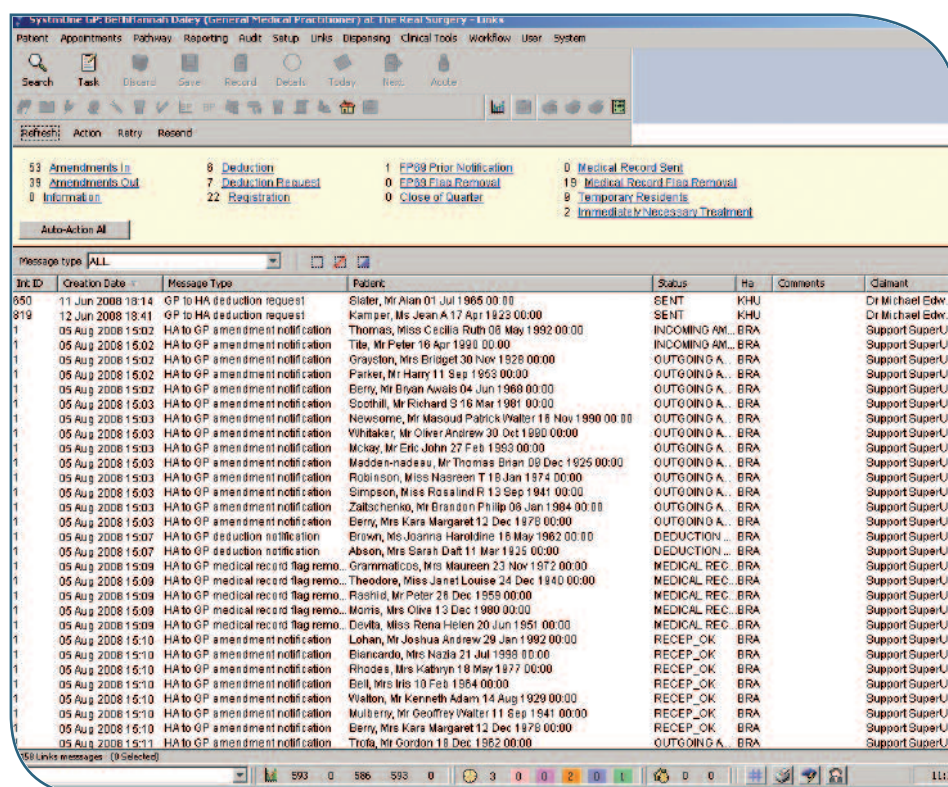 SystmOne GP: BethHannah Daley (General Medical Practitioner) at The Real Surgery - Links
Patient Appointments Pathway Reporting Audit Setup Links Dispensing Clinical Tools Workflow User System
Search Task Discard Save Record Details Today Next Acute
Refresh Action Retry Resend
53 Amendments In 6 Deduction 1 FP69 Prior Notification 0 Medical Record Sent
39 Amendments Out 7 Deduction Request 0 FP69 Flag Removal 19 Medical Record Flag Removal
0 Information 22 Registration 0 Close of Quarter Temporary Residents
2 Immediately Necessary Treatment
Auto-Action All
Message type ALL
Int ID Creation Date Message Type Patient Status Ha Comments Claimant
650 11 Jun 2008 18:14 GP to HA deduction request Slater, Mr Alan 01 Jul 1965 00:00 SENT KHU Dr Michael Edw.
819 12 Jun 2008 18:41 GP to HA deduction request Kamper, Ms Jean A 17 Apr 1923 00:00 SENT KHU Dr Michael Edw.
1 05 Aug 2008 15:02 HA to GP amendment notification Thomas, Miss Cecilia Ruth 06 May 1992 00:00 INCOMING AM... BRA Support SuperU
1 05 Aug 2008 15:02 HA to GP amendment notification Tite, Mr Peter 16 Apr 1990 00:00 INCOMING AM... BRA Support SuperU
1 05 Aug 2008 15:02 HA to GP amendment notification Grayston, Mrs Bridget 30 Nov 1928 00:00 OUTGOING A... BRA Support SuperU
1 05 Aug 2008 15:02 HA to GP amendment notification Parker, Mr Harry 11 Sep 1953 00:00 OUTGOING A... BRA Support SuperU
1 05 Aug 2008 15:02 HA to GP amendment notification Berry, Mr Bryan Awais 04 Jun 1968 00:00 OUTGOING A... BRA Support SuperU
1 05 Aug 2008 15:03 HA to GP amendment notification Soothill, Mr Richard S 16 Mar 1981 00:00 OUTGOING A... BRA Support SuperU
1 05 Aug 2008 15:03 HA to GP amendment notification Newsome, Mr Masoud Patrick Walter 16 Nov 1990 00:00 OUTGOING A... BRA Support SuperU
1 05 Aug 2008 15:03 HA to GP amendment notification Whitaker, Mr Oliver Andrew 30 Oct 1990 00:00 OUTGOING A... BRA Support SuperU
1 05 Aug 2008 15:03 HA to GP amendment notification Mckay, Mr Eric John 27 Feb 1993 00:00 OUTGOING A... BRA Support SuperU
1 05 Aug 2008 15:03 HA to GP amendment notification Madden-nadeau, Mr Thomas Brian 09 Dec 1925 00:00 OUTGOING A... BRA Support SuperU
1 05 Aug 2008 15:03 HA to GP amendment notification Robinson, Miss Nasreen T 18 Jan 1974 00:00 OUTGOING A... BRA Support SuperU
1 05 Aug 2008 15:03 HA to GP amendment notification Simpson, Miss Rosalind R 13 Sep 1941 00:00 OUTGOING A... BRA Support SuperU
1 05 Aug 2008 15:03 HA to GP amendment notification Zaitschenko, Mr Brandon Philip 06 Jan 1984 00:00 OUTGOING A... BRA Support SuperU
1 05 Aug 2008 15:03 HA to GP amendment notification Berry, Mrs Kara Margaret 12 Dec 1978 00:00 OUTGOING A... BRA Support SuperU
1 05 Aug 2008 15:07 HA to GP deduction notification Brown, Ms Joanna Haroldine 16 May 1962 00:00 DEDUCTION ... BRA Support SuperU
1 05 Aug 2008 15:07 HA to GP deduction notification Abson, Mrs Sarah Daft 11 Mar 1925 00:00 DEDUCTION ... BRA Support SuperU
1 05 Aug 2008 15:09 HA to GP medical record flag remo... Grammaticos, Mrs Maureen 23 Nov 1972 00:00 MEDICAL REC... BRA Support SuperU
1 05 Aug 2008 15:09 HA to GP medical record flag remo... Theodore, Miss Janet Louise 24 Dec 1940 00:00 MEDICAL REC... BRA Support SuperU
1 05 Aug 2008 15:09 HA to GP medical record flag remo... Rashid, Mr Peter 26 Dec 1959 00:00 MEDICAL REC... BRA Support SuperU
1 05 Aug 2008 15:09 HA to GP medical record flag remo... Morris, Mrs Olive 13 Dec 1980 00:00 MEDICAL REC... BRA Support SuperU
1 05 Aug 2008 15:09 HA to GP medical record flag remo... Devita, Miss Rena Helen 20 Jun 1951 00:00 MEDICAL REC... BRA Support SuperU
1 05 Aug 2008 15:10 HA to GP amendment notification Lohan, Mr Joshua Andrew 29 Jan 1992 00:00 RECEP_OK BRA Support SuperU
1 05 Aug 2008 15:10 HA to GP amendment notification Biancardo, Mrs Nazia 21 Jul 1998 00:00 RECEP_OK BRA Support SuperU
1 05 Aug 2008 15:10 HA to GP amendment notification Rhodes, Mrs Kathryn 18 May 1977 00:00 RECEP_OK BRA Support SuperU
1 05 Aug 2008 15:10 HA to GP amendment notification Bell, Mrs Iris 10 Feb 1964 00:00 RECEP_OK BRA Support SuperU
1 05 Aug 2008 15:10 HA to GP amendment notification Walton, Mr Kenneth Adam 14 Aug 1929 00:00 RECEP_OK BRA Support SuperU
1 05 Aug 2008 15:10 HA to GP amendment notification Mulberry, Mr Geoffrey Walter 11 Sep 1941 00:00 RECEP_OK BRA Support SuperU
1 05 Aug 2008 15:10 HA to GP amendment notification Berry, Mrs Kara Margaret 12 Dec 1978 00:00 RECEP_OK BRA Support SuperU
05 Aug 2008 15:11 HA to GP amendment notification Trofa, Mr Gordon 18 Dec 1962 00:00 OUTGOING A... BRA Support SuperU
158 Links messages (0 Selected)
593 0 586 593 0 3 0 0 2 0 1 0 0 11: